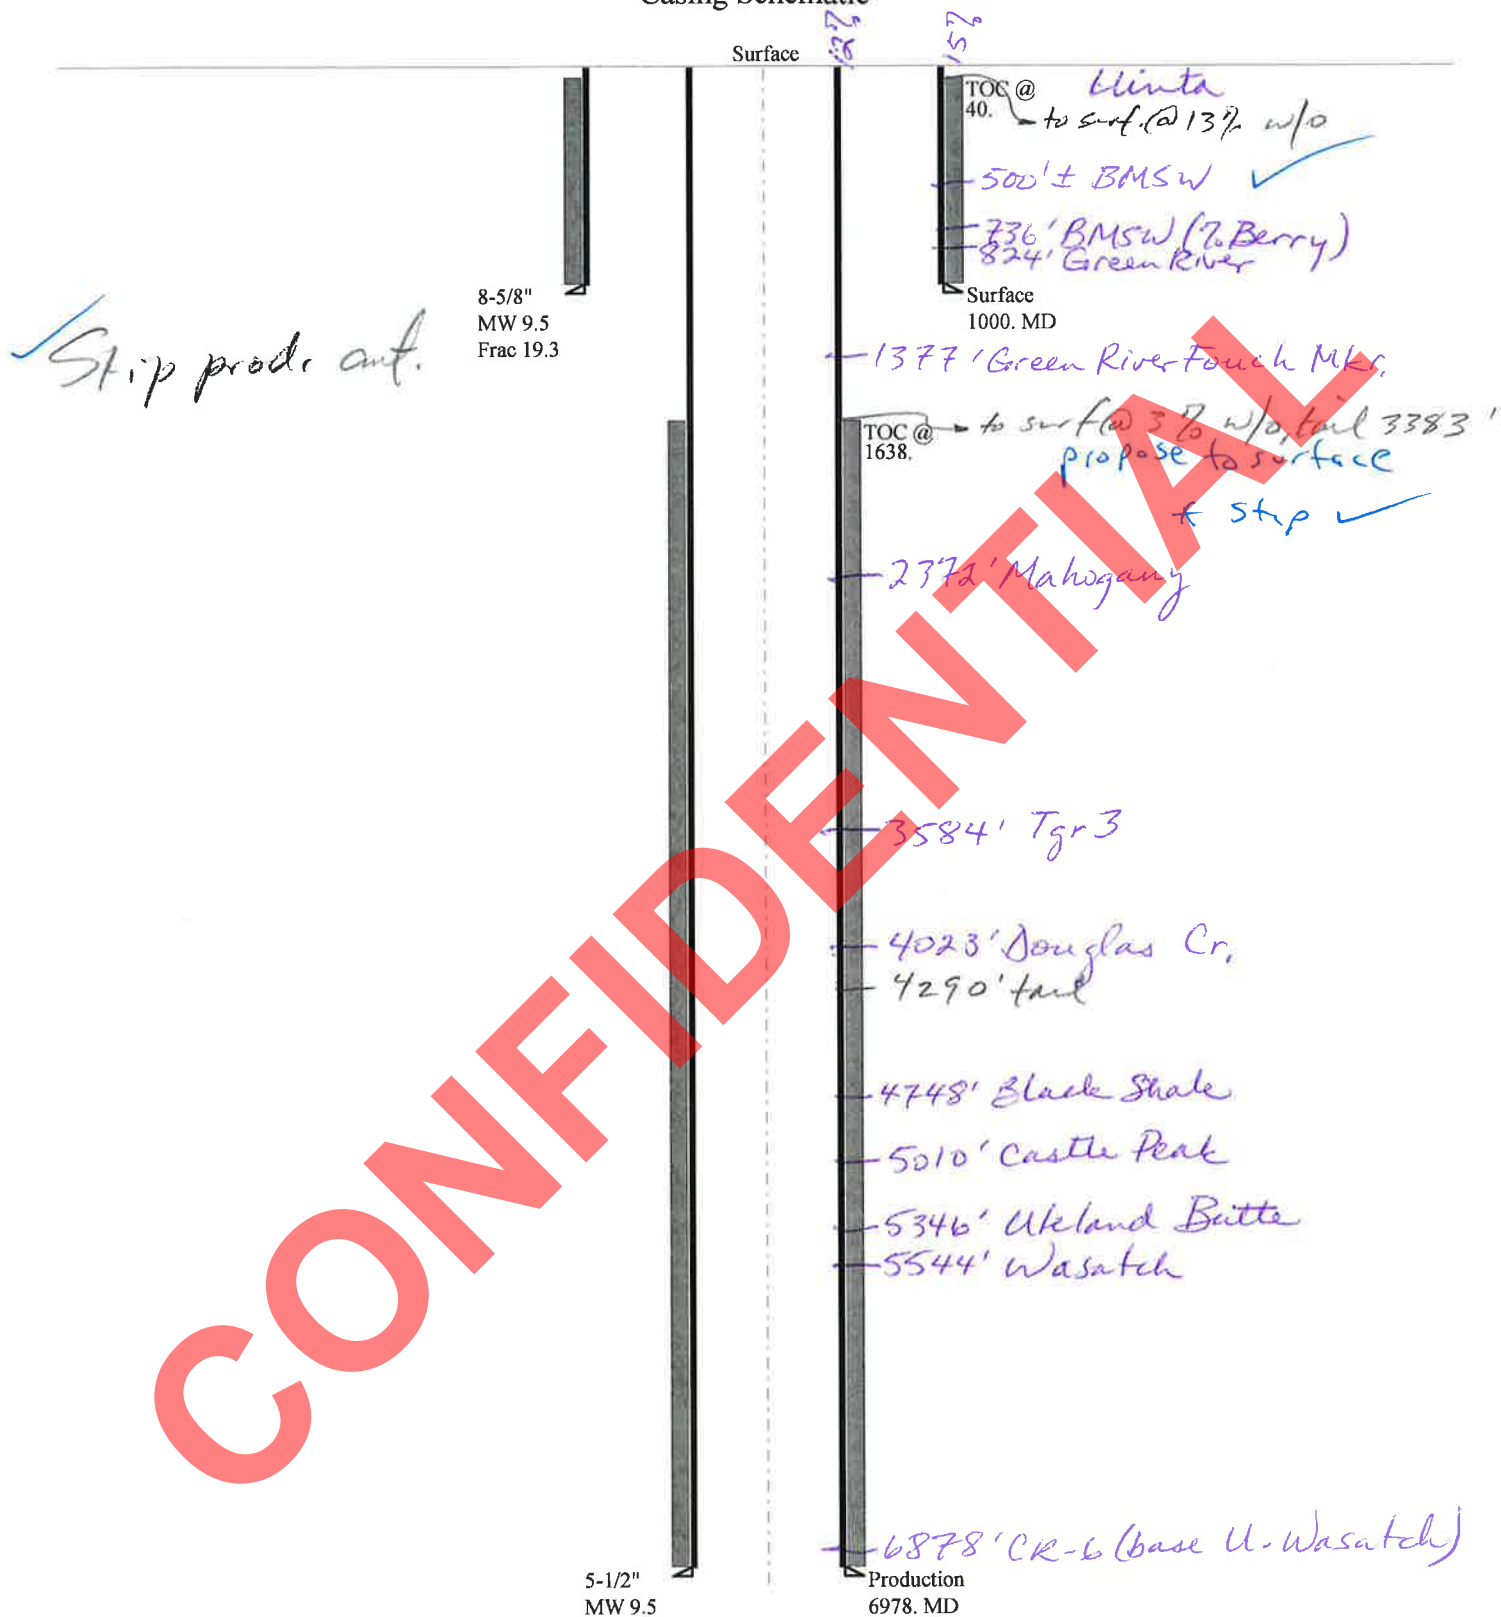 Casing Schematic
Surface
15%
TOC @
40.
Uinta
to surf. @ 13% w/o
500'± BMSW
736' BMSW (%Berry)
824' Green River
8-5/8"
MW 9.5
Frac 19.3
Surface
1000. MD
Stip prod. cmt.
1377' Green River Fouch Mkr.
TOC @
1638.
to surf @ 3% w/o, tail 3383'
propose to surface
* Stip
2372' Mahogany
3584' Tgr3
4023' Douglas Cr.
4290' tail
4748' Black Shale
5010' Castle Peak
5346' Uteland Butte
5544' Wasatch
6878' CR-6 (base U. Wasatch)
5-1/2"
MW 9.5
Production
6978. MD
CONFIDENTIAL